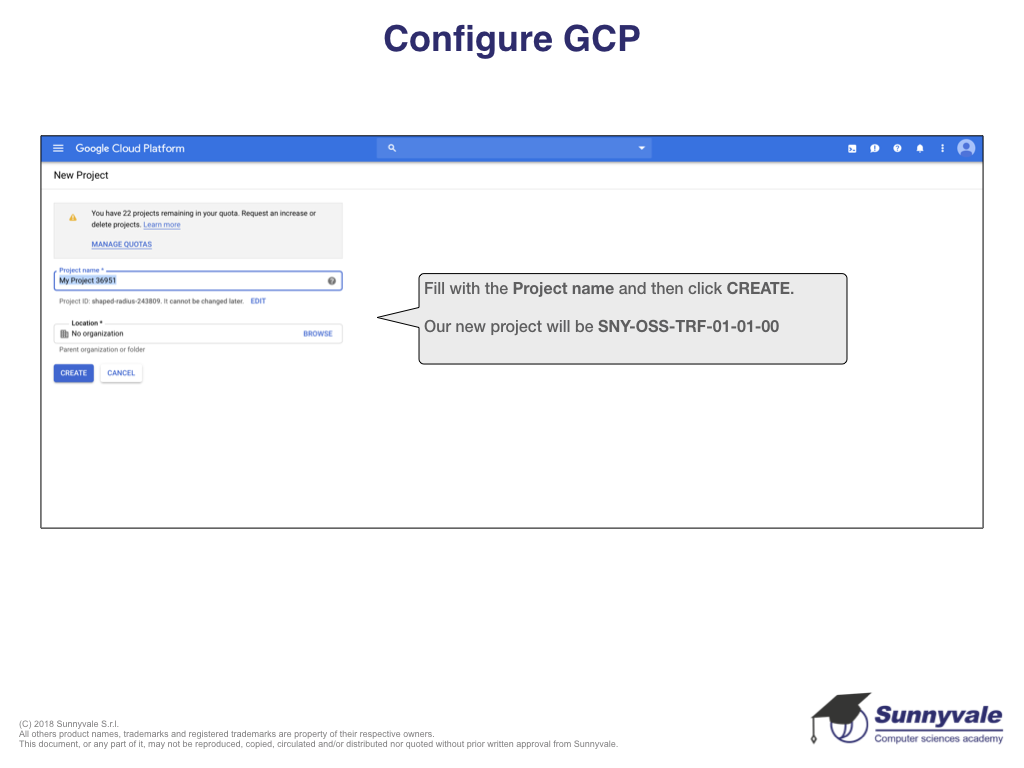 Configure GCP
Google Cloud Platform
New Project
You have 22 projects remaining in your quota. Request an increase or
delete projects. Learn more
MANAGE QUOTAS
Project name *
My Project 36951
Project ID: shaped-radius-243809. It cannot be changed later. EDIT
Location *
No organization
BROWSE
Parent organization or folder
CREATE
CANCEL
Fill with the Project name and then click CREATE.
Our new project will be SNY-OSS-TRF-01-01-00
(C) 2018 Sunnyvale S.r.l.
All others product names, trademarks and registered trademarks are property of their respective owners.
This document, or any part of it, may not be reproduced, copied, circulated and/or distributed nor quoted without prior written approval from Sunnyvale.
Sunnyvale
Computer sciences academy